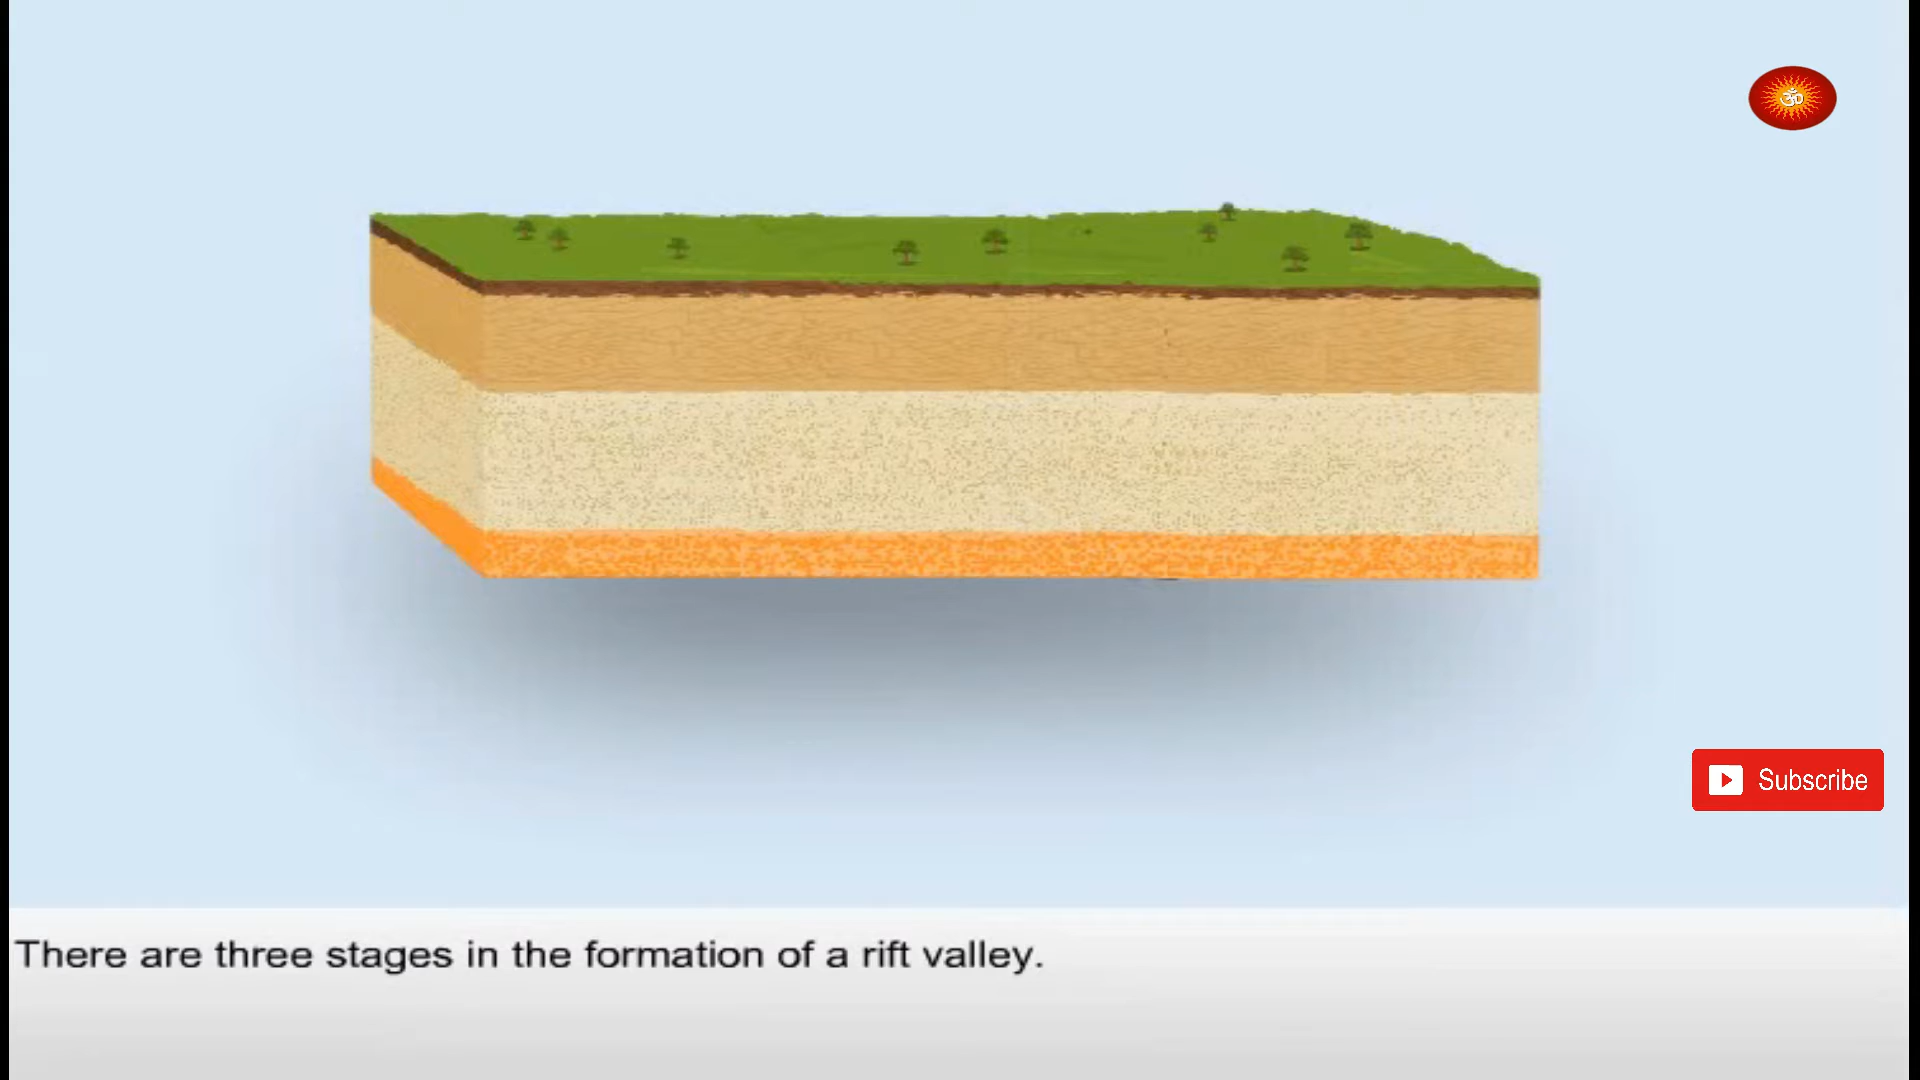 ॐ
Subscribe
There are three stages in the formation of a rift valley.